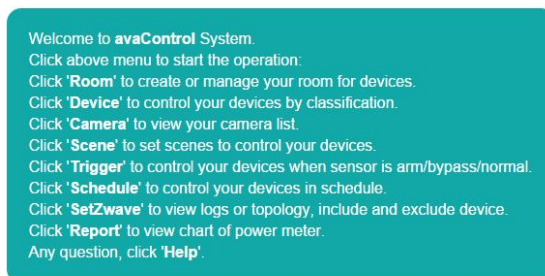 Welcome to avaControl System.
Click above menu to start the operation:
Click 'Room' to create or manage your room for devices.
Click 'Device' to control your devices by classification.
Click 'Camera' to view your camera list.
Click 'Scene' to set scenes to control your devices.
Click 'Trigger' to control your devices when sensor is arm/bypass/normal.
Click 'Schedule' to control your devices in schedule.
Click 'SetZwave' to view logs or topology, include and exclude device.
Click 'Report' to view chart of power meter.
Any question, click 'Help'.